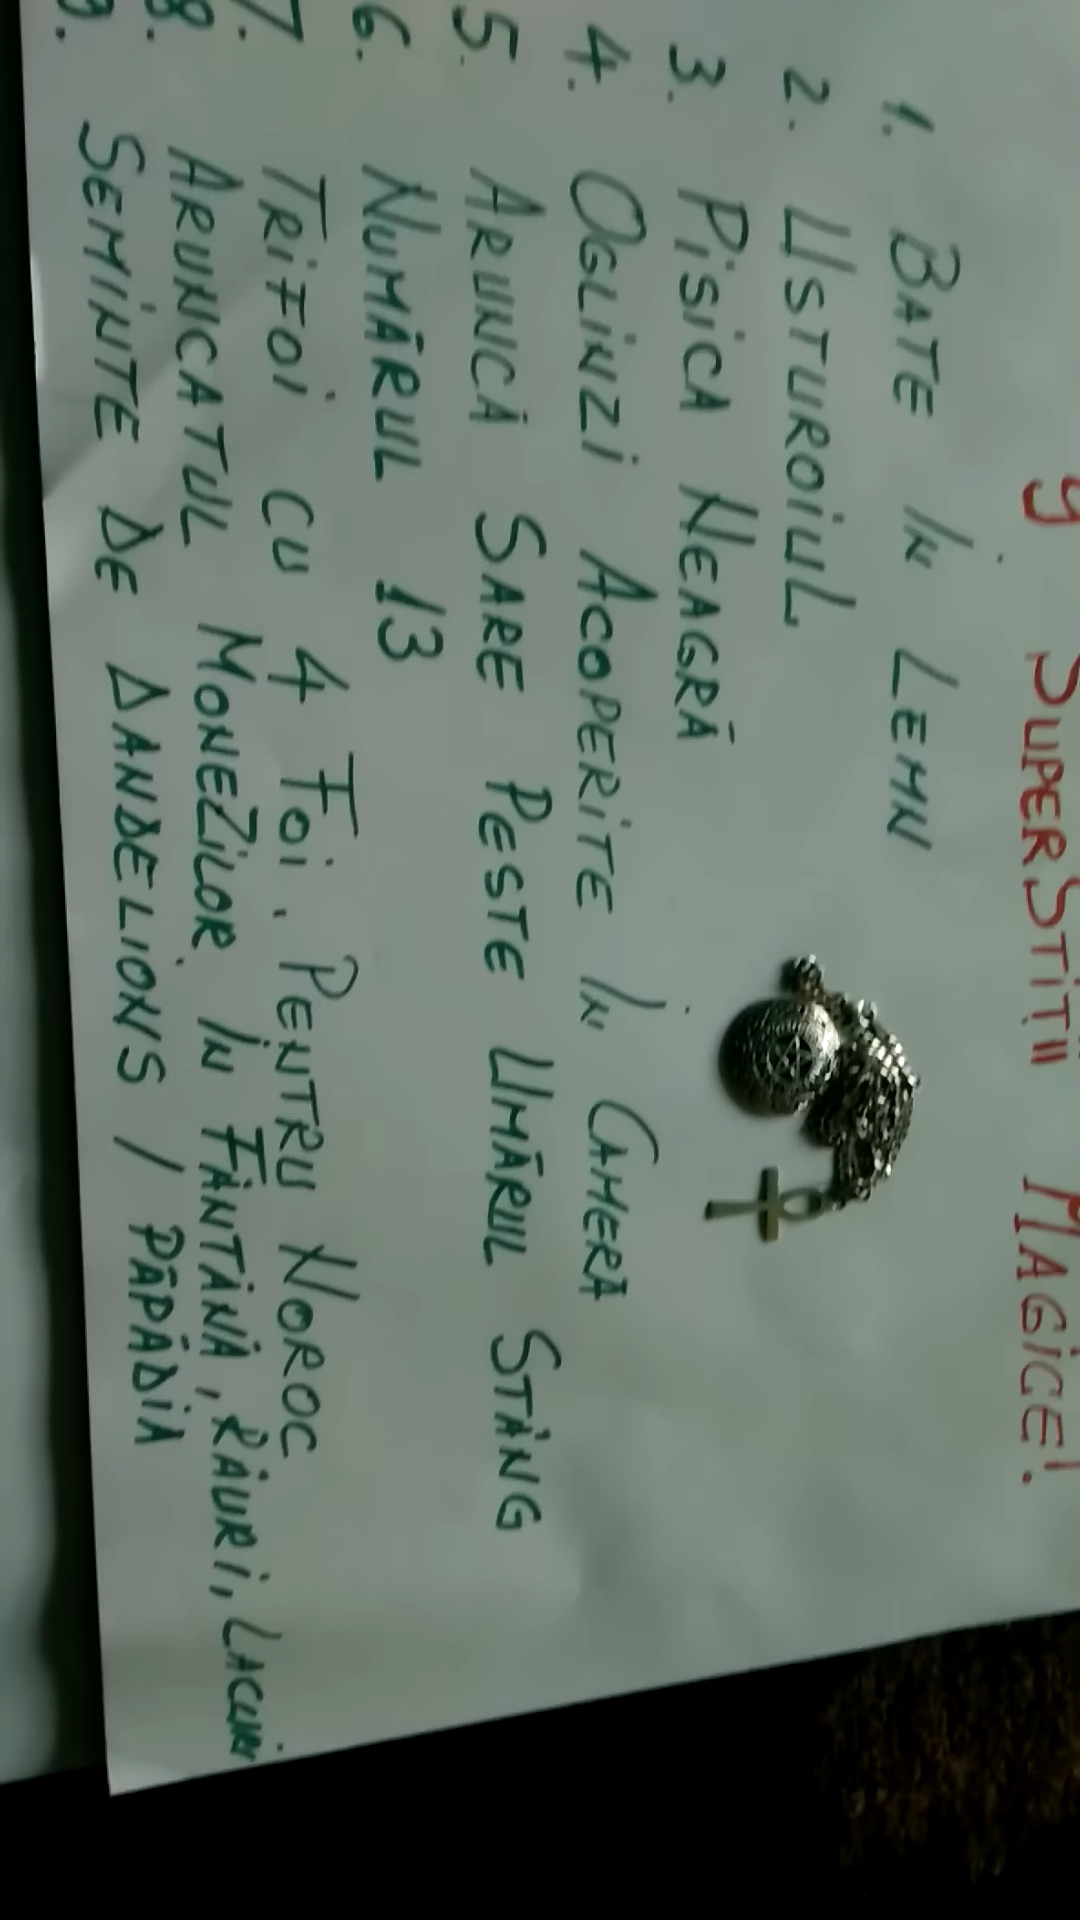 9 SUPERSTIȚII MAGICE!
1. BATE ÎN LEMN
2. USTUROIUL
3. PISICA NEAGRĂ
4. OGLINZI ACOPERITE ÎN CAMERĂ
5. ARUNCĂ SARE PESTE UMĂRUL STÂNG
6. NUMĂRUL 13
7. TRIFOI CU 4 FOI. PENTRU NOROC
8. ARUNCATUL MONEZILOR ÎN FÂNTÂNĂ, RÂURI, LACURI
9. SEMINTE DE DANDELIONS / PĂPĂDIA